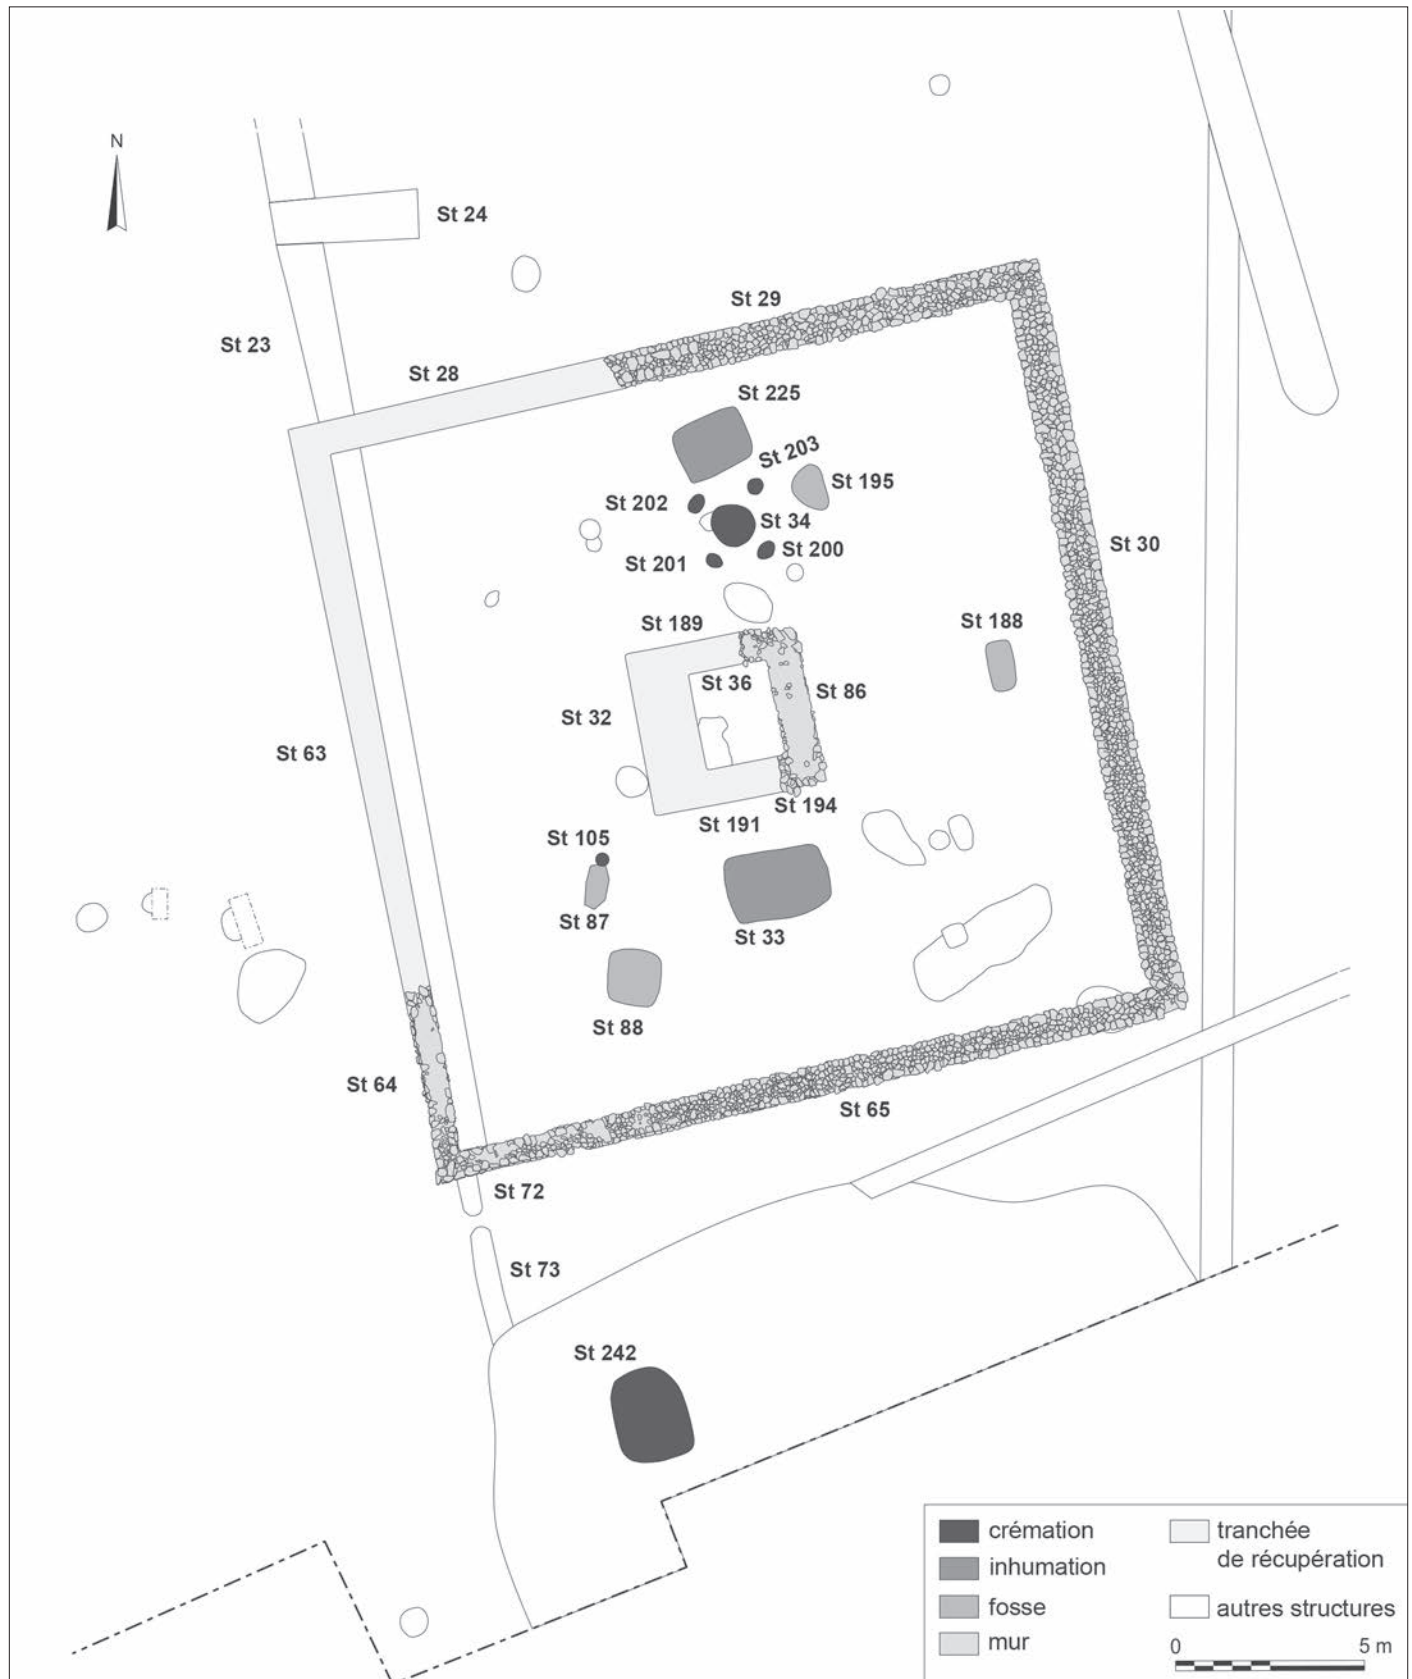 N
St 24
St 29
St 23
St 28
St 225
St 203
St 195
St 202
St 34
St 200
St 201
St 30
St 189
St 188
St 36
St 86
St 32
St 63
St 194
St 191
St 105
St 87
St 33
St 88
St 64
St 65
St 72
St 73
St 242
crémation
inhumation
fosse
mur
tranchée
de récupération
autres structures
0 5 m